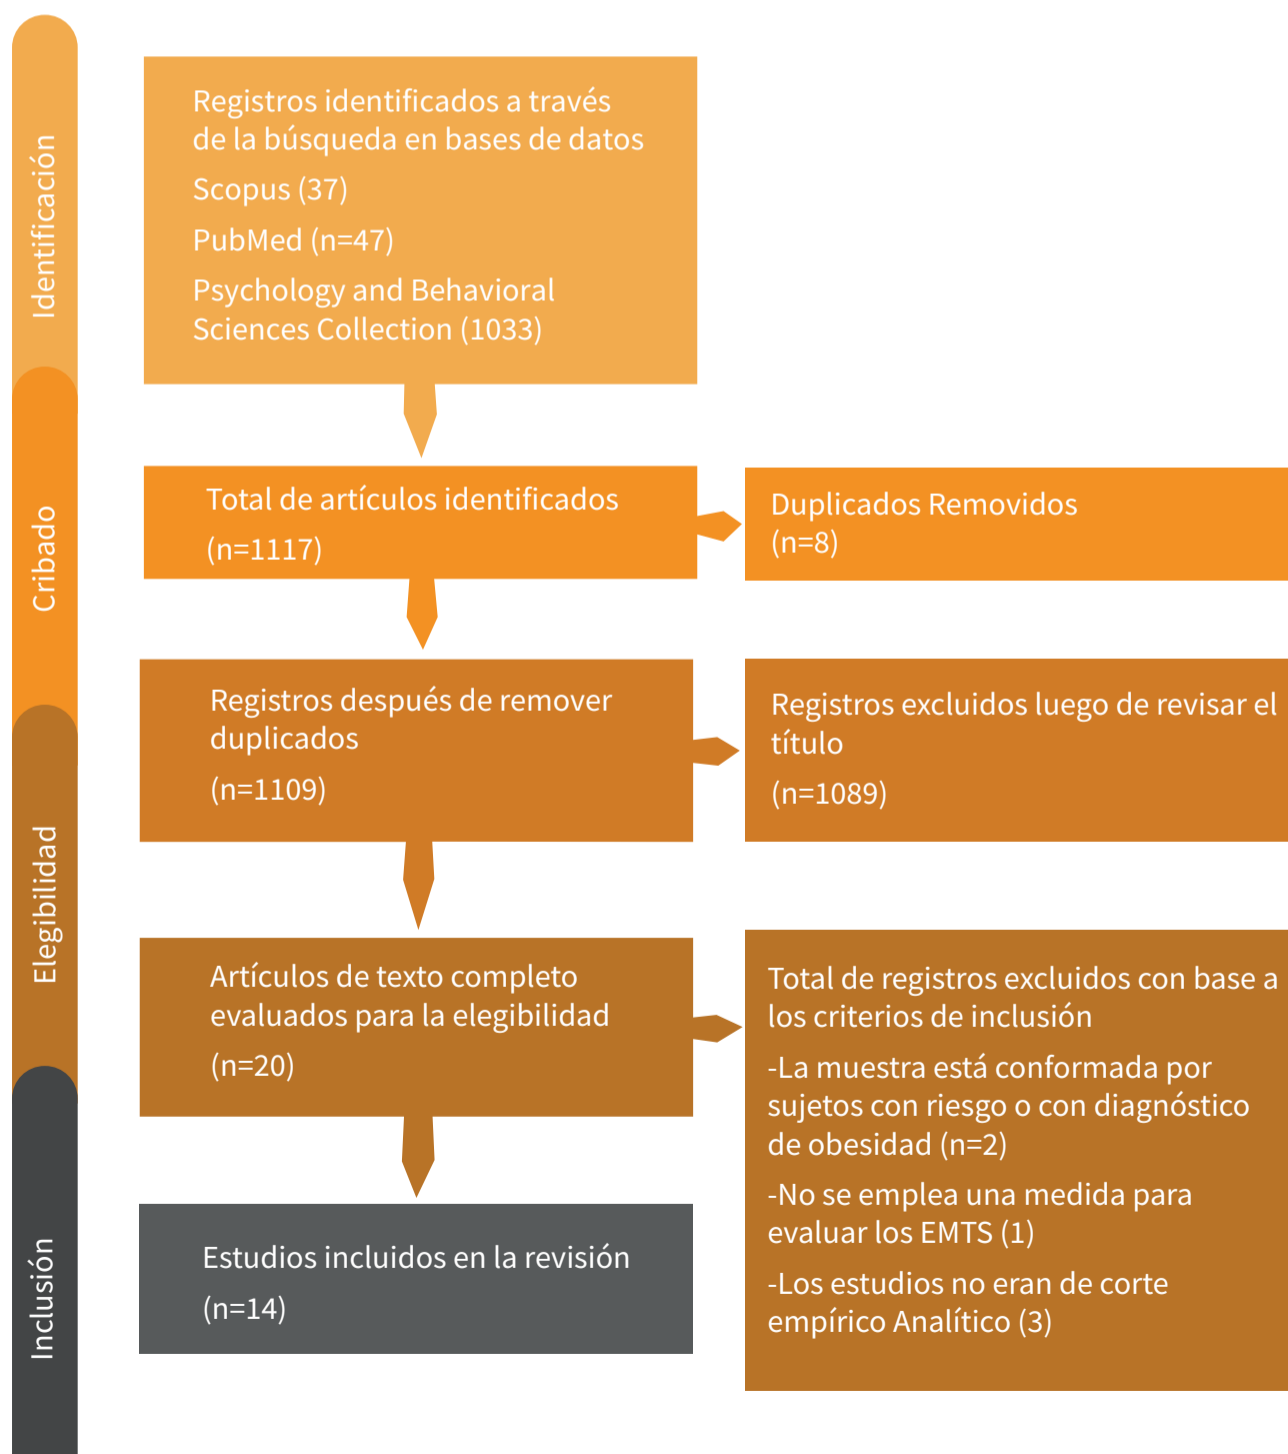 Identificación
Registros identificados a través
de la búsqueda en bases de datos
Scopus (37)
PubMed (n=47)
Psychology and Behavioral
Sciences Collection (1033)
Cribado
Total de artículos identificados
(n=1117)
Duplicados Removidos
(n=8)
Registros después de remover
duplicados
(n=1109)
Registros excluidos luego de revisar el
título
(n=1089)
Elegibilidad
Artículos de texto completo
evaluados para la elegibilidad
(n=20)
Total de registros excluidos con base a
los criterios de inclusión
-La muestra está conformada por
sujetos con riesgo o con diagnóstico
de obesidad (n=2)
-No se emplea una medida para
evaluar los EMTS (1)
-Los estudios no eran de corte
empírico Analítico (3)
Inclusión
Estudios incluidos en la revisión
(n=14)